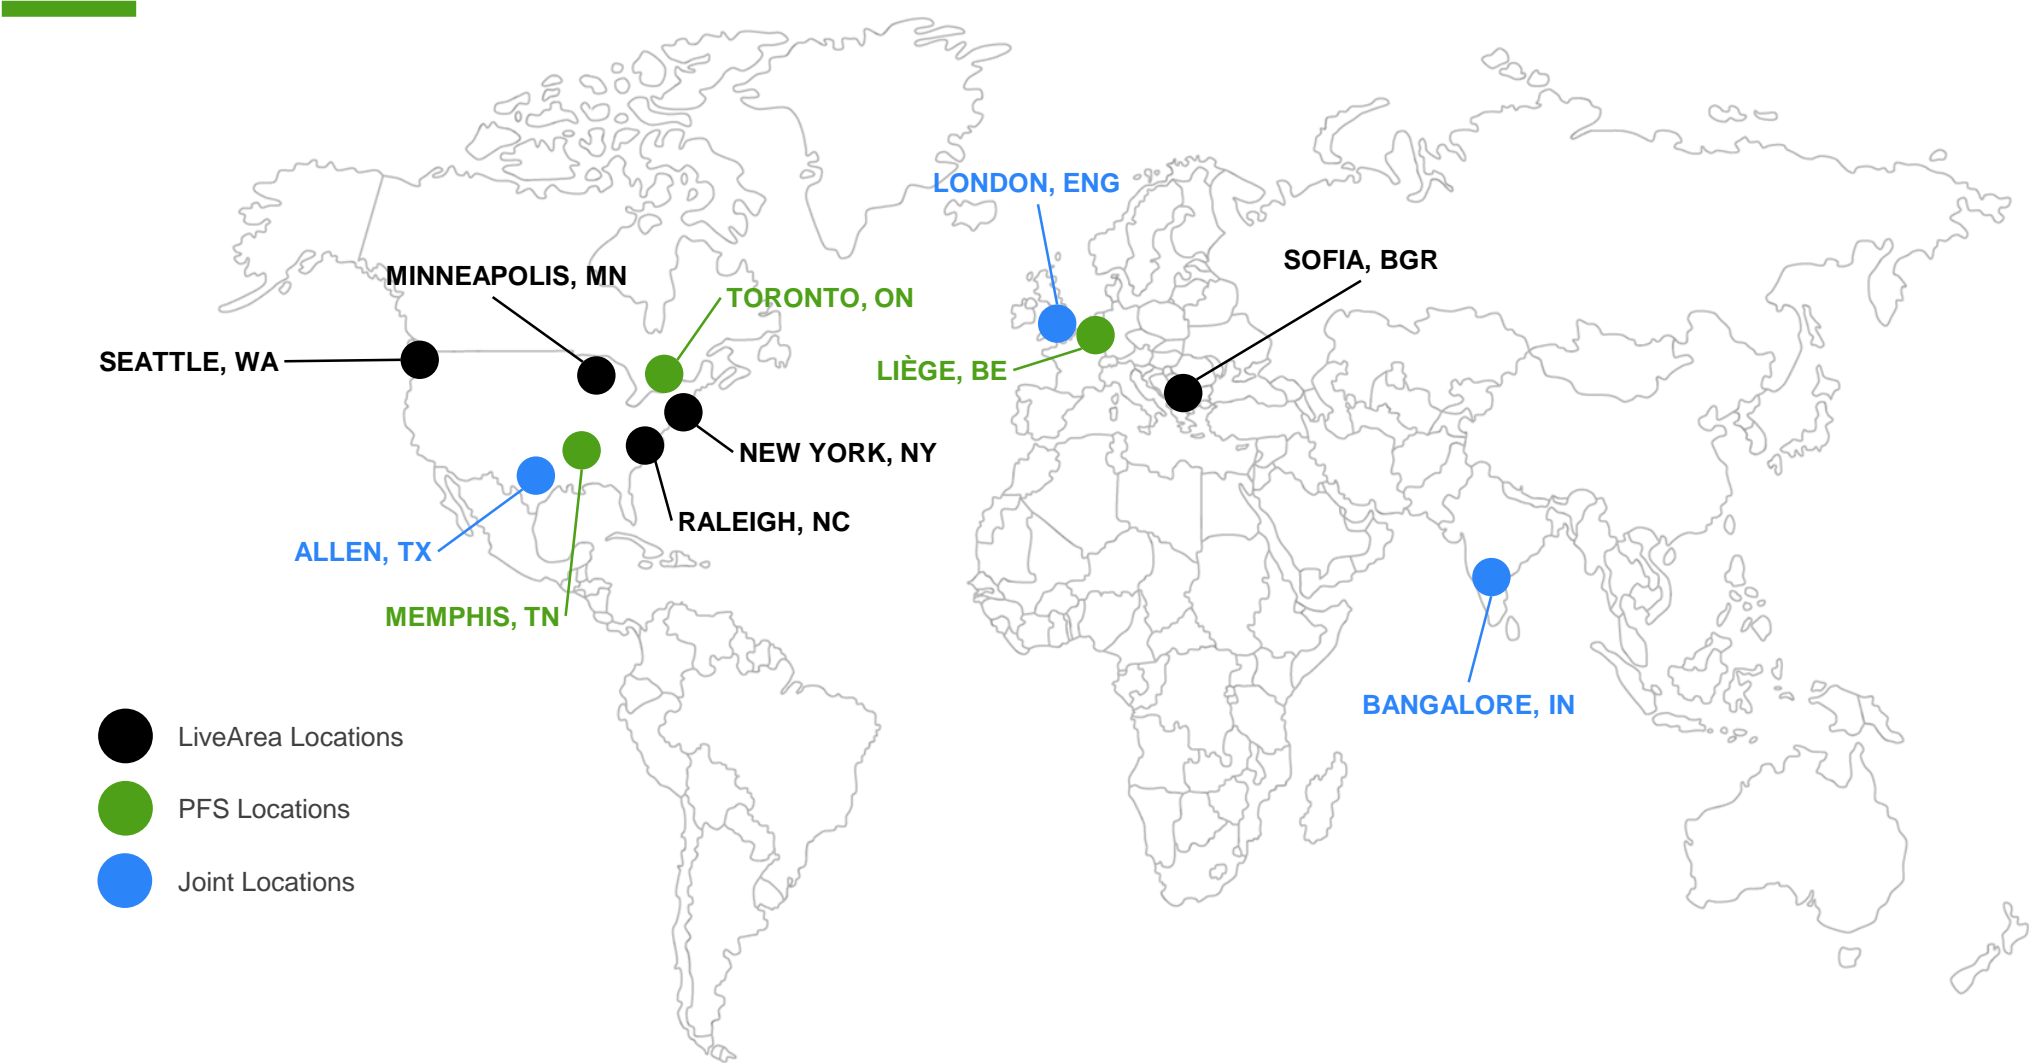 LONDON, ENG
SOFIA, BGR
MINNEAPOLIS, MN
TORONTO, ON
SEATTLE, WA
LIÈGE, BE
NEW YORK, NY
RALEIGH, NC
ALLEN, TX
MEMPHIS, TN
BANGALORE, IN
LiveArea Locations
PFS Locations
Joint Locations